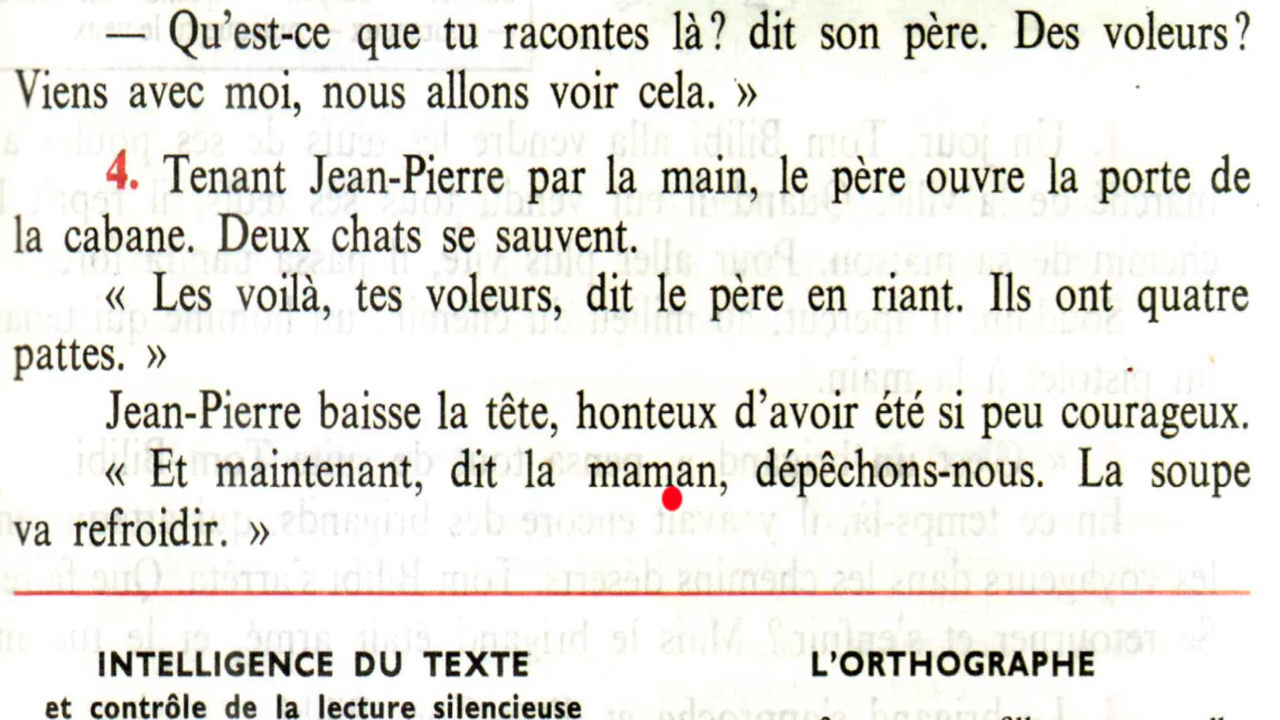 — Qu'est-ce que tu racontes là? dit son père. Des voleurs?
Viens avec moi, nous allons voir cela. »
4. Tenant Jean-Pierre par la main, le père ouvre la porte de
la cabane. Deux chats se sauvent.
« Les voilà, tes voleurs, dit le père en riant. Ils ont quatre
pattes. »
Jean-Pierre baisse la tête, honteux d'avoir été si peu courageux.
« Et maintenant, dit la maman, dépêchons-nous. La soupe
va refroidir. »
INTELLIGENCE DU TEXTE
et contrôle de la lecture silencieuse
L'ORTHOGRAPHE